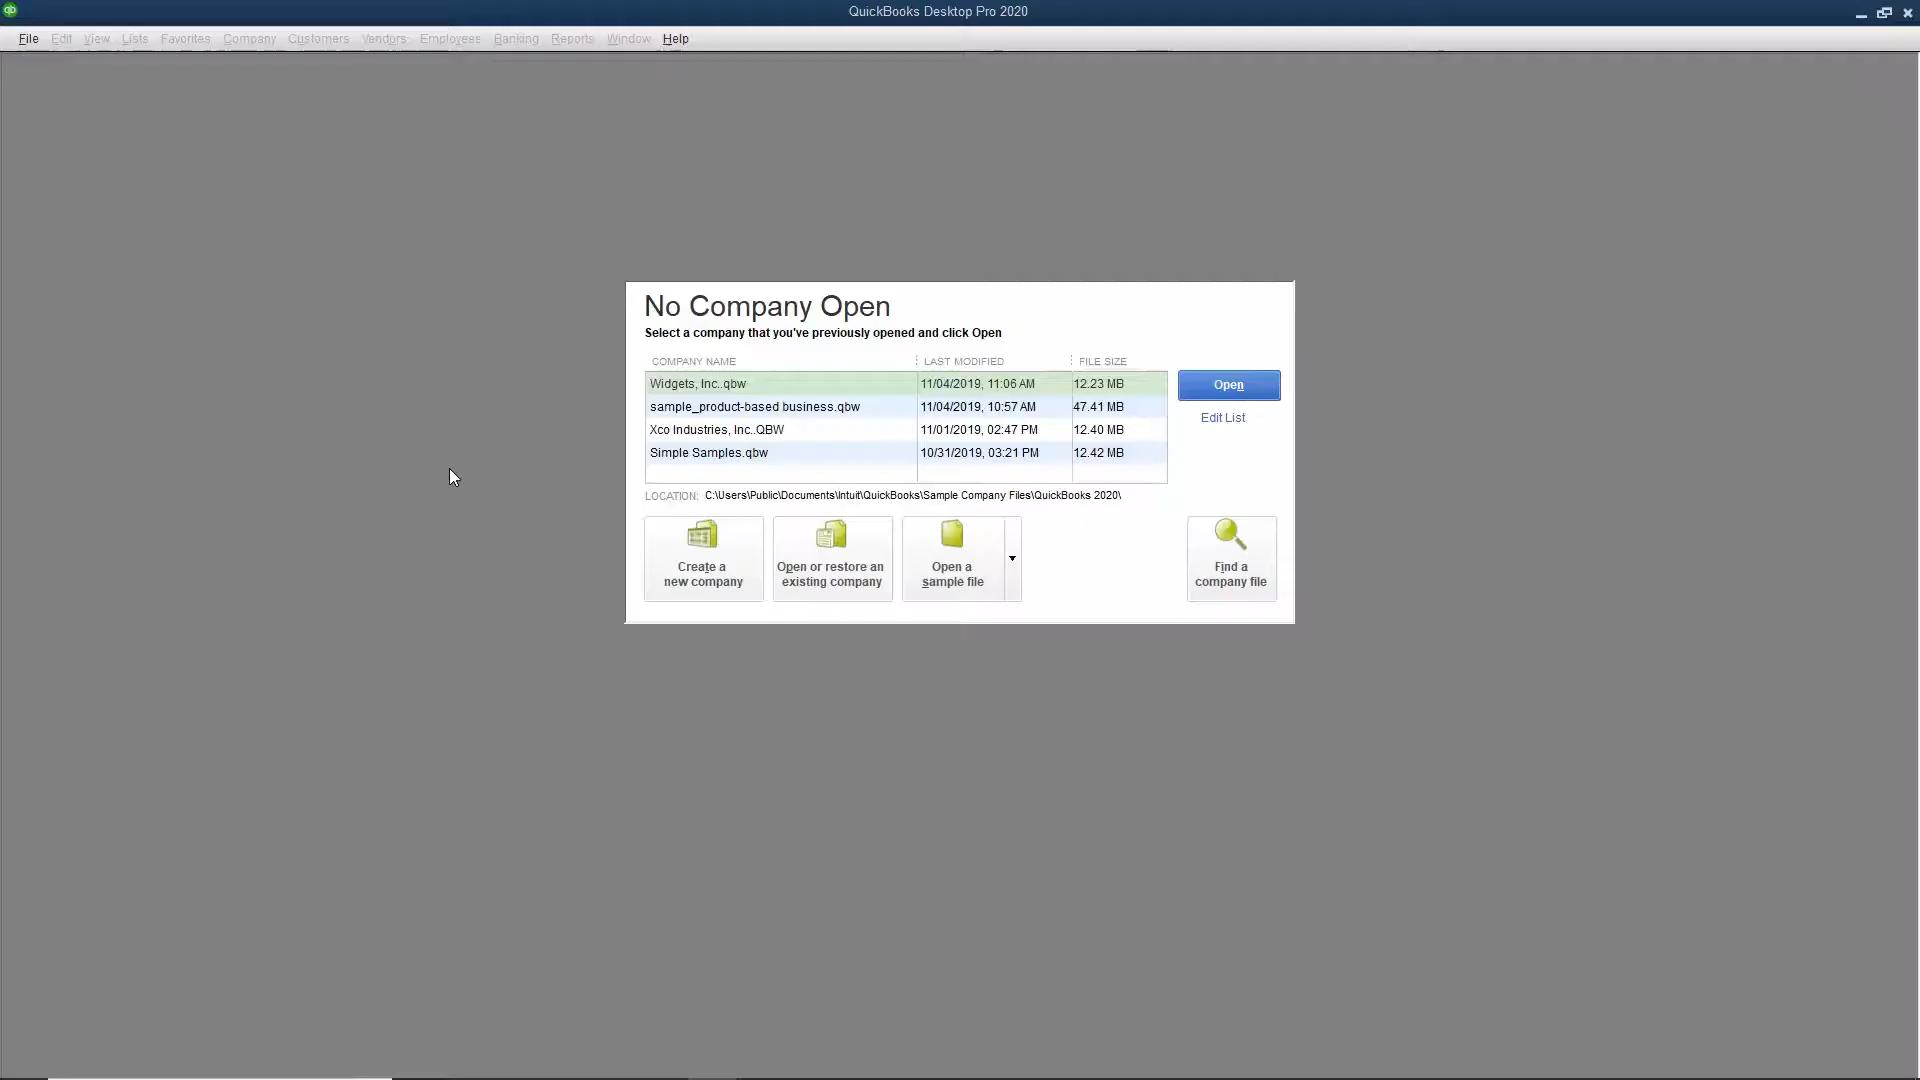 qb QuickBooks Desktop Pro 2020
File Edit View Lists Favorites Company Customers Vendors Employees Banking Reports Window Help
No Company Open
Select a company that you've previously opened and click Open
COMPANY NAME LAST MODIFIED FILE SIZE
Widgets, Inc..qbw 11/04/2019, 11:06 AM 12.23 MB Open
sample_product-based business.qbw 11/04/2019, 10:57 AM 47.41 MB Edit List
Xco Industries, Inc..QBW 11/01/2019, 02:47 PM 12.40 MB
Simple Samples.qbw 10/31/2019, 03:21 PM 12.42 MB
LOCATION: C:\Users\Public\Documents\Intuit\QuickBooks\Sample Company Files\QuickBooks 2020\
Create a
new company
Open or restore an
existing company
Open a
sample file
Find a
company file